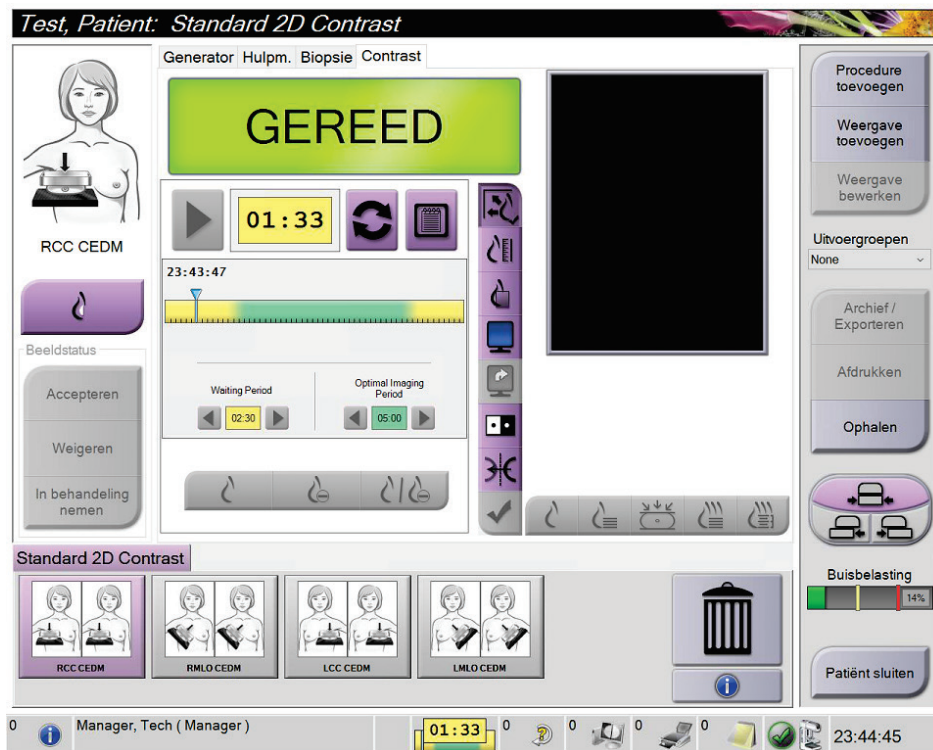 Test, Patient: Standard 2D Contrast
Generator Hulpm. Biopsie Contrast
GEREED
RCC CEDM
01:33
23:43:47
Waiting Period
02:30
Optimal Imaging
Period
05:00
Beeldstatus
Accepteren
Weigeren
In behandeling
nemen
Procedure
toevoegen
Weergave
toevoegen
Weergave
bewerken
Uitvoergroepen
None
Archief /
Exporteren
Afdrukken
Ophalen
Buisbelasting
14%
Patiënt sluiten
Standard 2D Contrast
RCC CEDM
RMLO CEDM
LCC CEDM
LMLO CEDM
0 Manager, Tech ( Manager ) 01:33 0 0 0 0 23:44:45